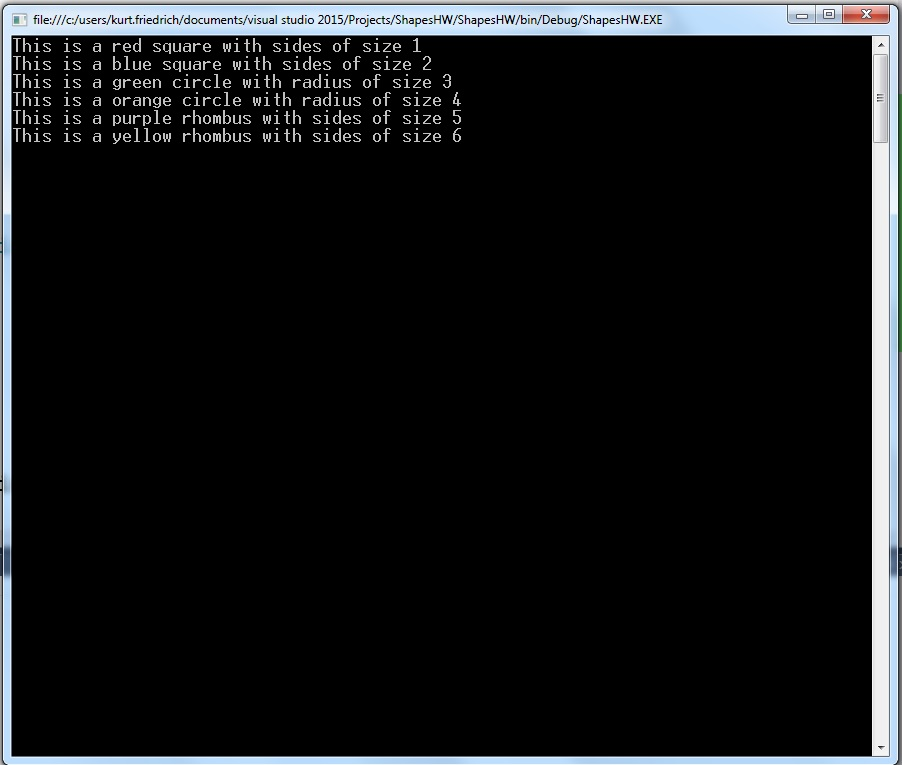 file:///c:/users/kurt.friedrich/documents/visual studio 2015/Projects/ShapesHW/ShapesHW/bin/Debug/ShapesHW.EXE
This is a red square with sides of size 1
This is a blue square with sides of size 2
This is a green circle with radius of size 3
This is a orange circle with radius of size 4
This is a purple rhombus with sides of size 5
This is a yellow rhombus with sides of size 6